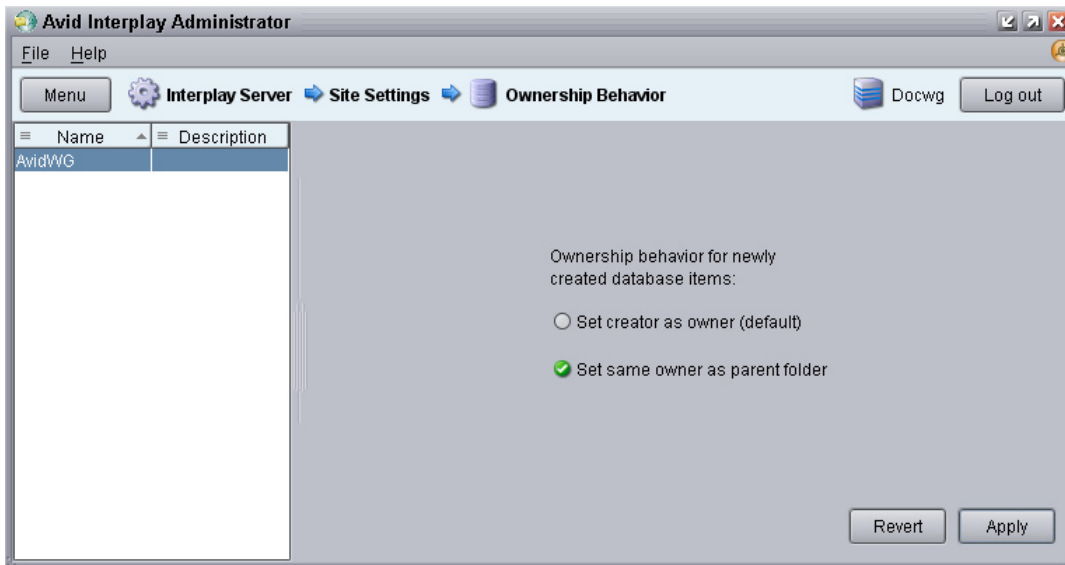 Avid Interplay Administrator
File Help
Menu Interplay Server Site Settings Ownership Behavior Docwg Log out
Name Description
AvidWG
Ownership behavior for newly
created database items:
Set creator as owner (default)
Set same owner as parent folder
Revert Apply